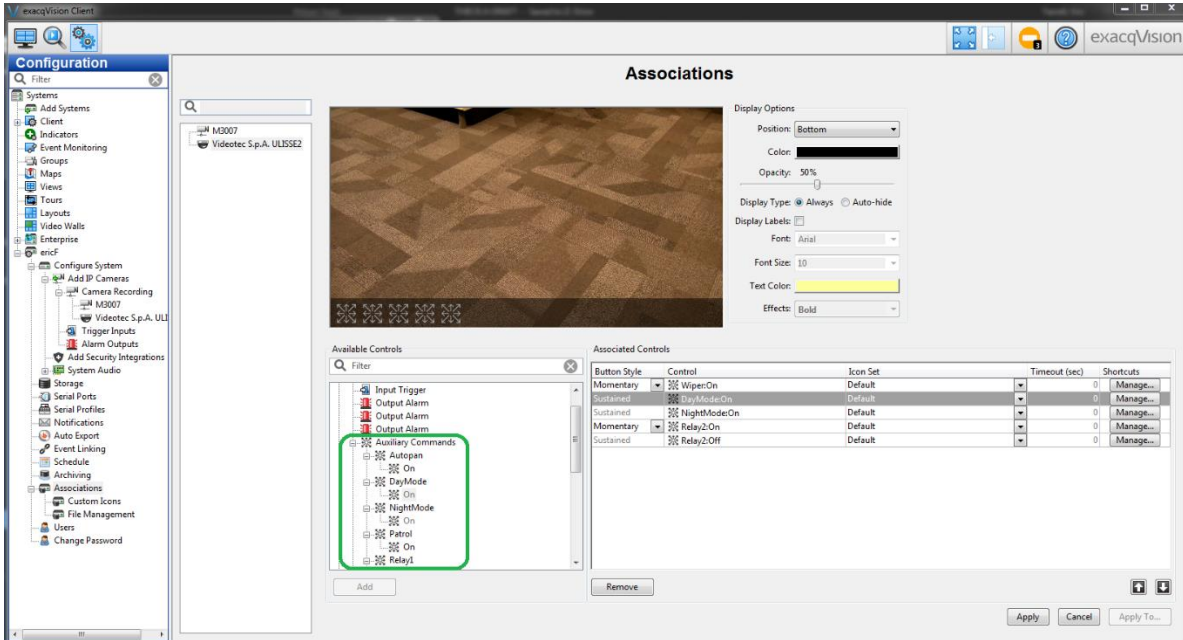 exacqVision Client
3
exacqVision
Configuration
Filter
Systems
Add Systems
Client
Indicators
Event Monitoring
Groups
Maps
Views
Tours
Layouts
Video Walls
Enterprise
ericF
Configure System
Add IP Cameras
Camera Recording
M3007
Videotec S.p.A. ULI
Trigger Inputs
Alarm Outputs
Add Security Integrations
System Audio
Storage
Serial Ports
Serial Profiles
Notifications
Auto Export
Event Linking
Schedule
Archiving
Associations
Custom Icons
File Management
Users
Change Password
Associations
M3007
Videotec S.p.A. ULISSE2
Display Options
Position: Bottom
Color:
Opacity: 50%
Display Type: Always Auto-hide
Display Labels:
Font: Arial
Font Size: 10
Text Color:
Effects: Bold
Available Controls
Filter
Input Trigger
Output Alarm
Output Alarm
Output Alarm
Auxiliary Commands
Autopan
On
DayMode
On
NightMode
On
Patrol
On
Relay1
Add
Associated Controls
Button Style Control Icon Set Timeout (sec) Shortcuts
Momentary Wiper:On Default 0 Manage...
Sustained DayMode:On Default 0 Manage...
Sustained NightMode:On Default 0 Manage...
Momentary Relay2:On Default 0 Manage...
Sustained Relay2:Off Default 0 Manage...
Remove
Apply Cancel Apply To...